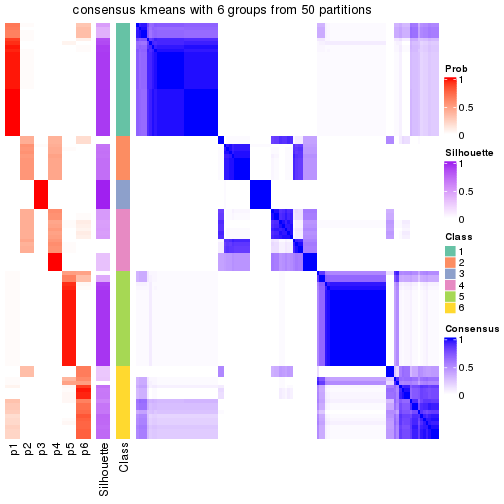 consensus kmeans with 6 groups from 50 partitions
Prob
1
0.5
0
Silhouette
1
0.5
0
Class
1
2
3
4
5
6
Consensus
1
0.5
0
p1
p2
p3
p4
p5
p6
Silhouette
Class